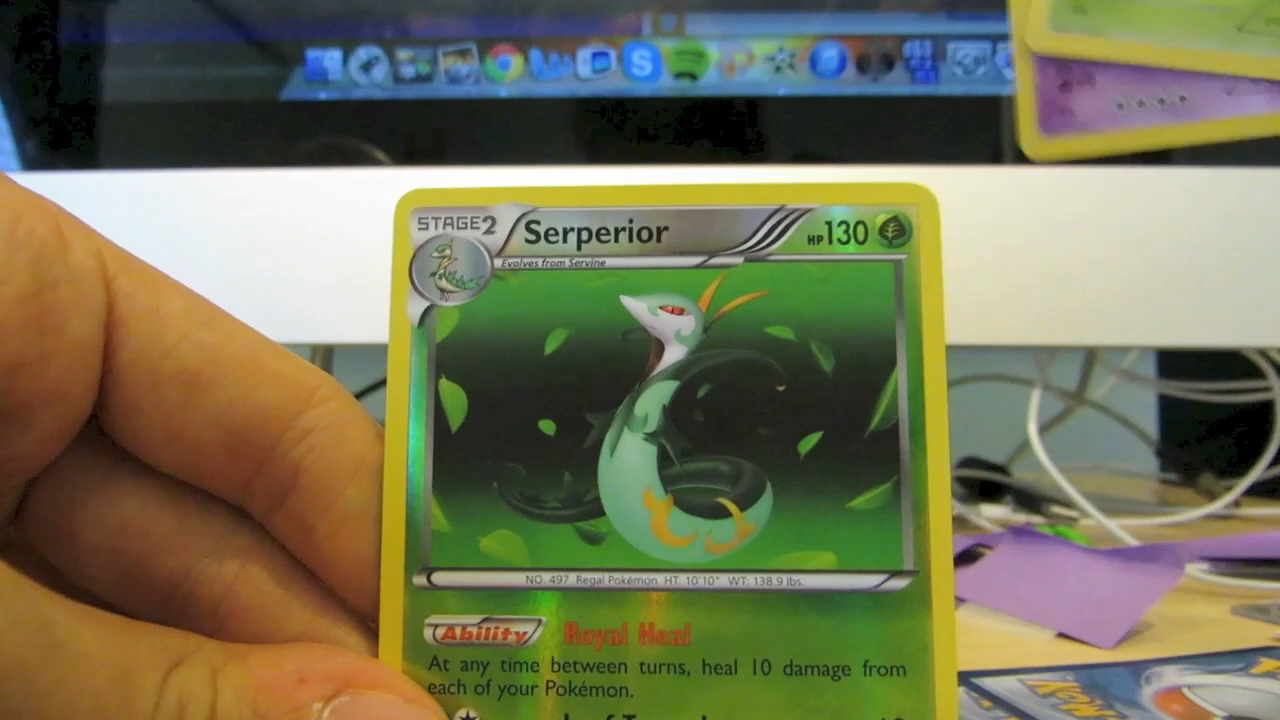 STAGE2 Serperior HP130
Evolves from Servine
NO. 497 Regal Pokémon. HT: 10'10" WT: 138.9 lbs.
Ability Royal Heal
At any time between turns, heal 10 damage from
each of your Pokémon.